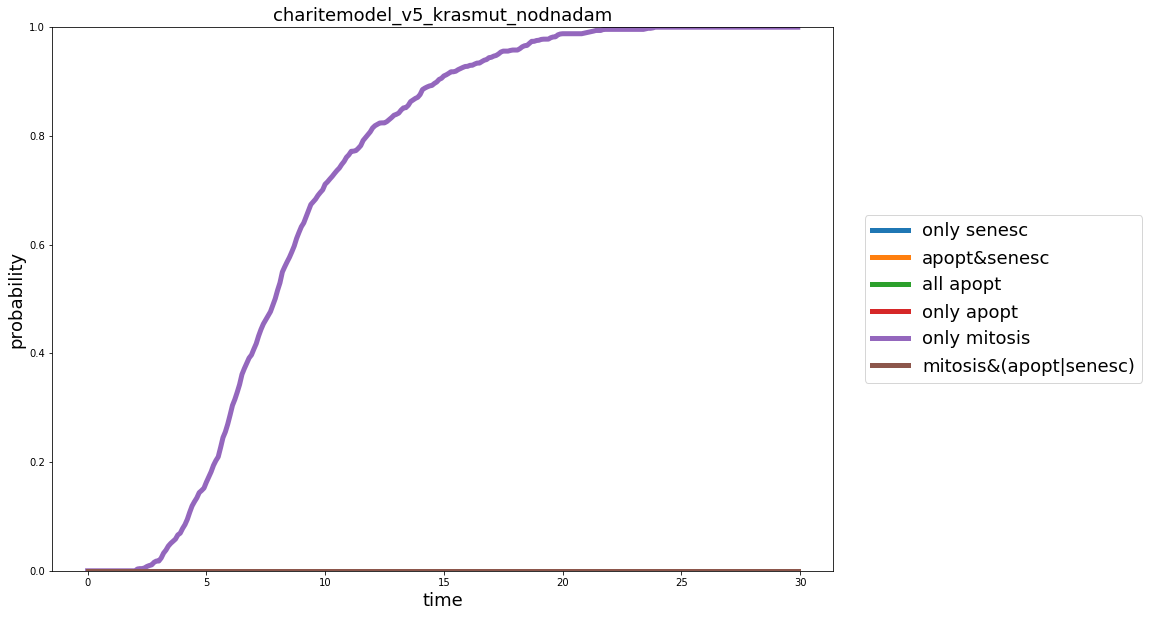 charitemodel_v5_krasmut_nodnadam
1.0
0.8
0.6
0.4
0.2
0.0
probability
0 5 10 15 20 25 30
time
only senesc
apopt&senesc
all apopt
only apopt
only mitosis
mitosis&(apopt|senesc)